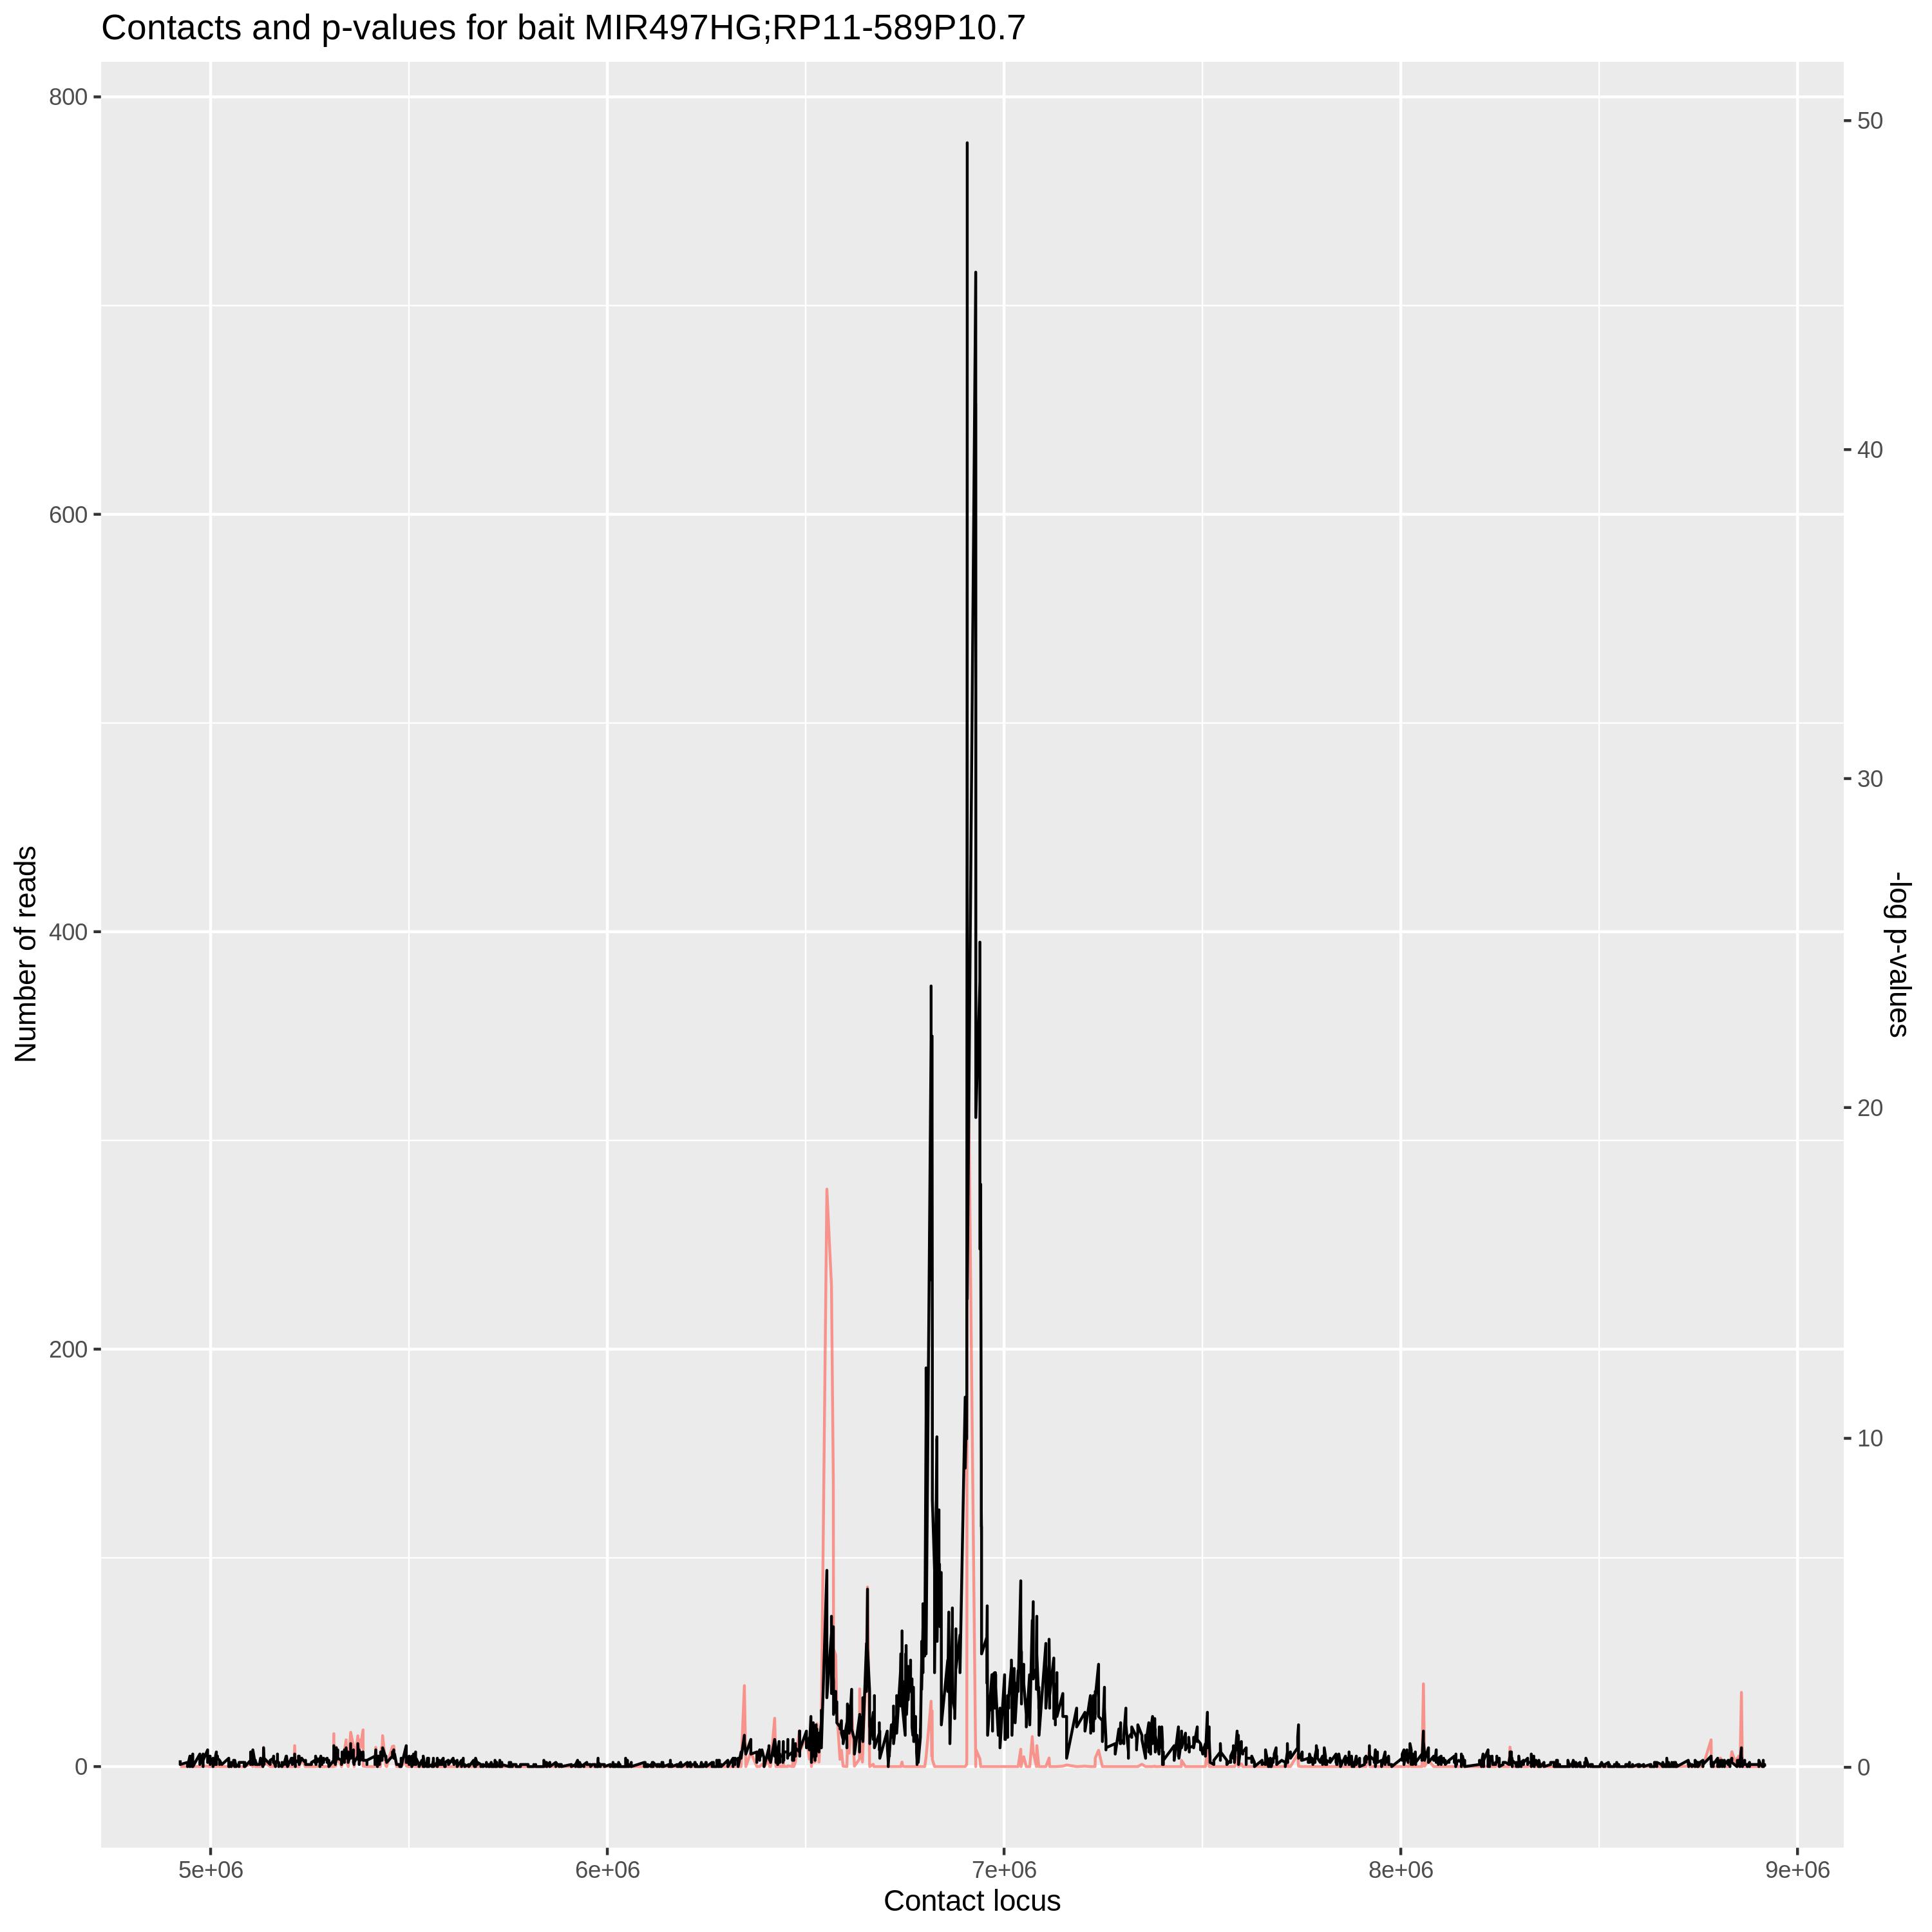 Contacts and p-values for bait MIR497HG;RP11-589P10.7
800
600
400
200
0
Number of reads
50
40
30
20
10
0
-log p-values
5e+06
6e+06
7e+06
8e+06
9e+06
Contact locus